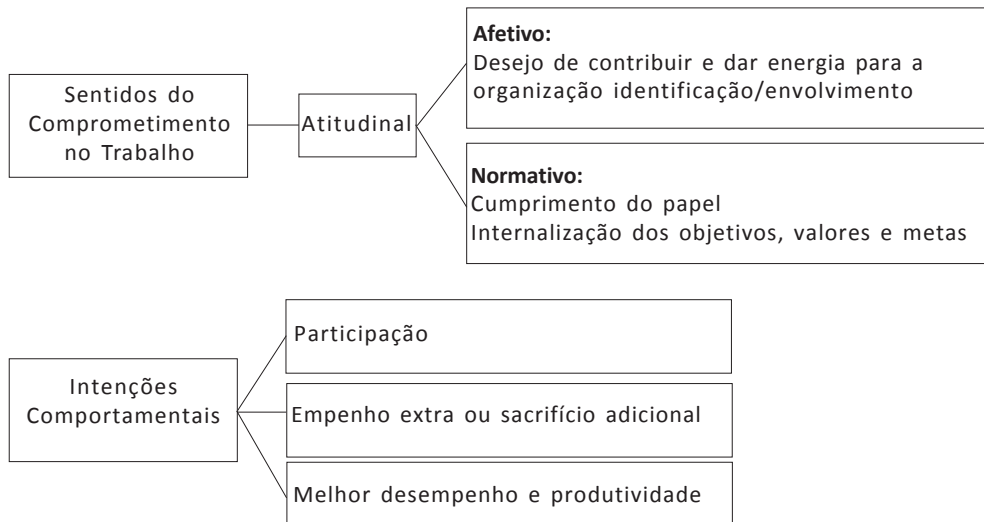 Sentidos do
Comprometimento
no Trabalho
Atitudinal
Afetivo:
Desejo de contribuir e dar energia para a
organização identificação/envolvimento
Normativo:
Cumprimento do papel
Internalização dos objetivos, valores e metas
Intenções
Comportamentais
Participação
Empenho extra ou sacrifício adicional
Melhor desempenho e produtividade